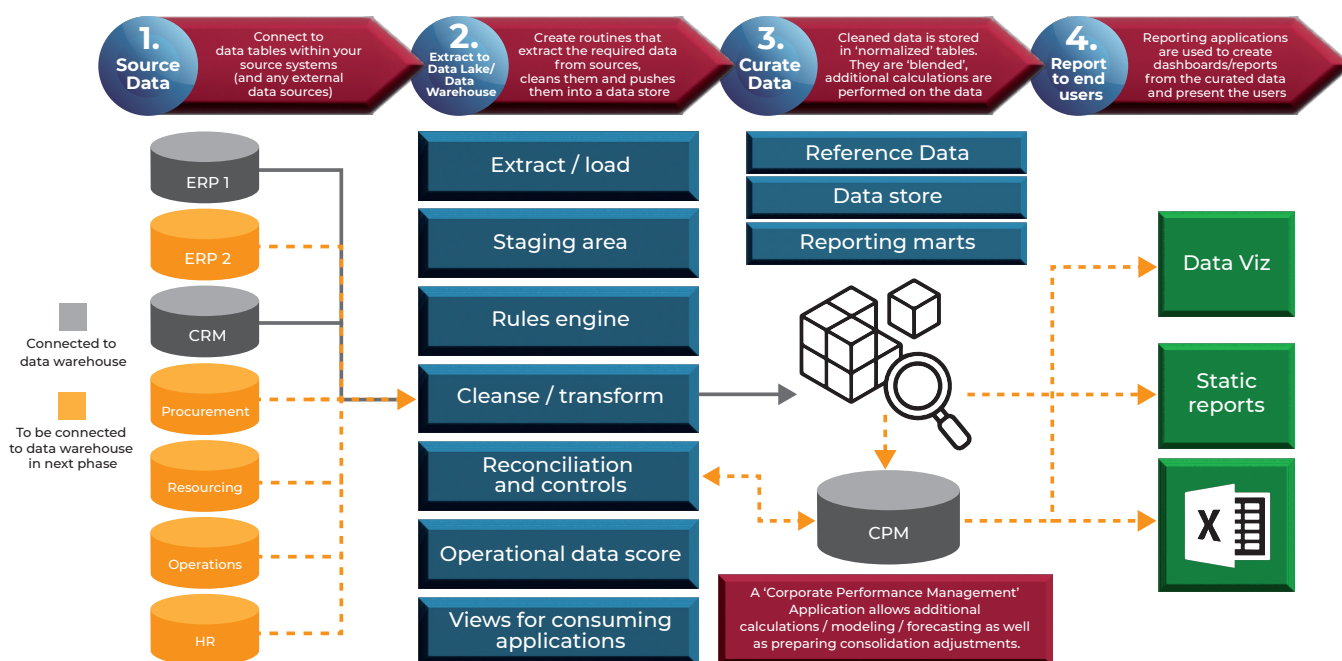 1.
Source
Data
Connect to
data tables within your
source systems
(and any external
data sources)
2.
Extract to
Data Lake/
Data
Warehouse
Create routines that
extract the required data
from sources,
cleans them and pushes
them into a data store
3.
Curate
Data
Cleaned data is stored
in ‘normalized’ tables.
They are ‘blended’,
additional calculations are
performed on the data
4.
Report
to end
users
Reporting applications
are used to create
dashboards/reports
from the curated data
and present the users
Connected to
data warehouse
To be connected
to data warehouse
in next phase
ERP 1
ERP 2
CRM
Procurement
Resourcing
Operations
HR
Extract / load
Staging area
Rules engine
Cleanse / transform
Reconciliation
and controls
Operational data score
Views for consuming
applications
Reference Data
Data store
Reporting marts
CPM
A ‘Corporate Performance Management’
Application allows additional
calculations / modeling / forecasting as well
as preparing consolidation adjustments.
Data Viz
Static
reports
X